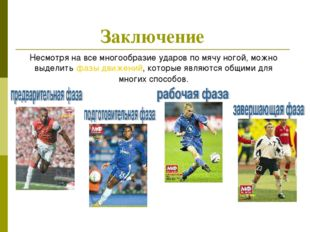 Заключение
Несмотря на все многообразие ударов по мячу ногой, можно
выделить фазы движений, которые являются общими для
многих способов.
предварительная фаза
подготовительная фаза
рабочая фаза
завершающая фаза